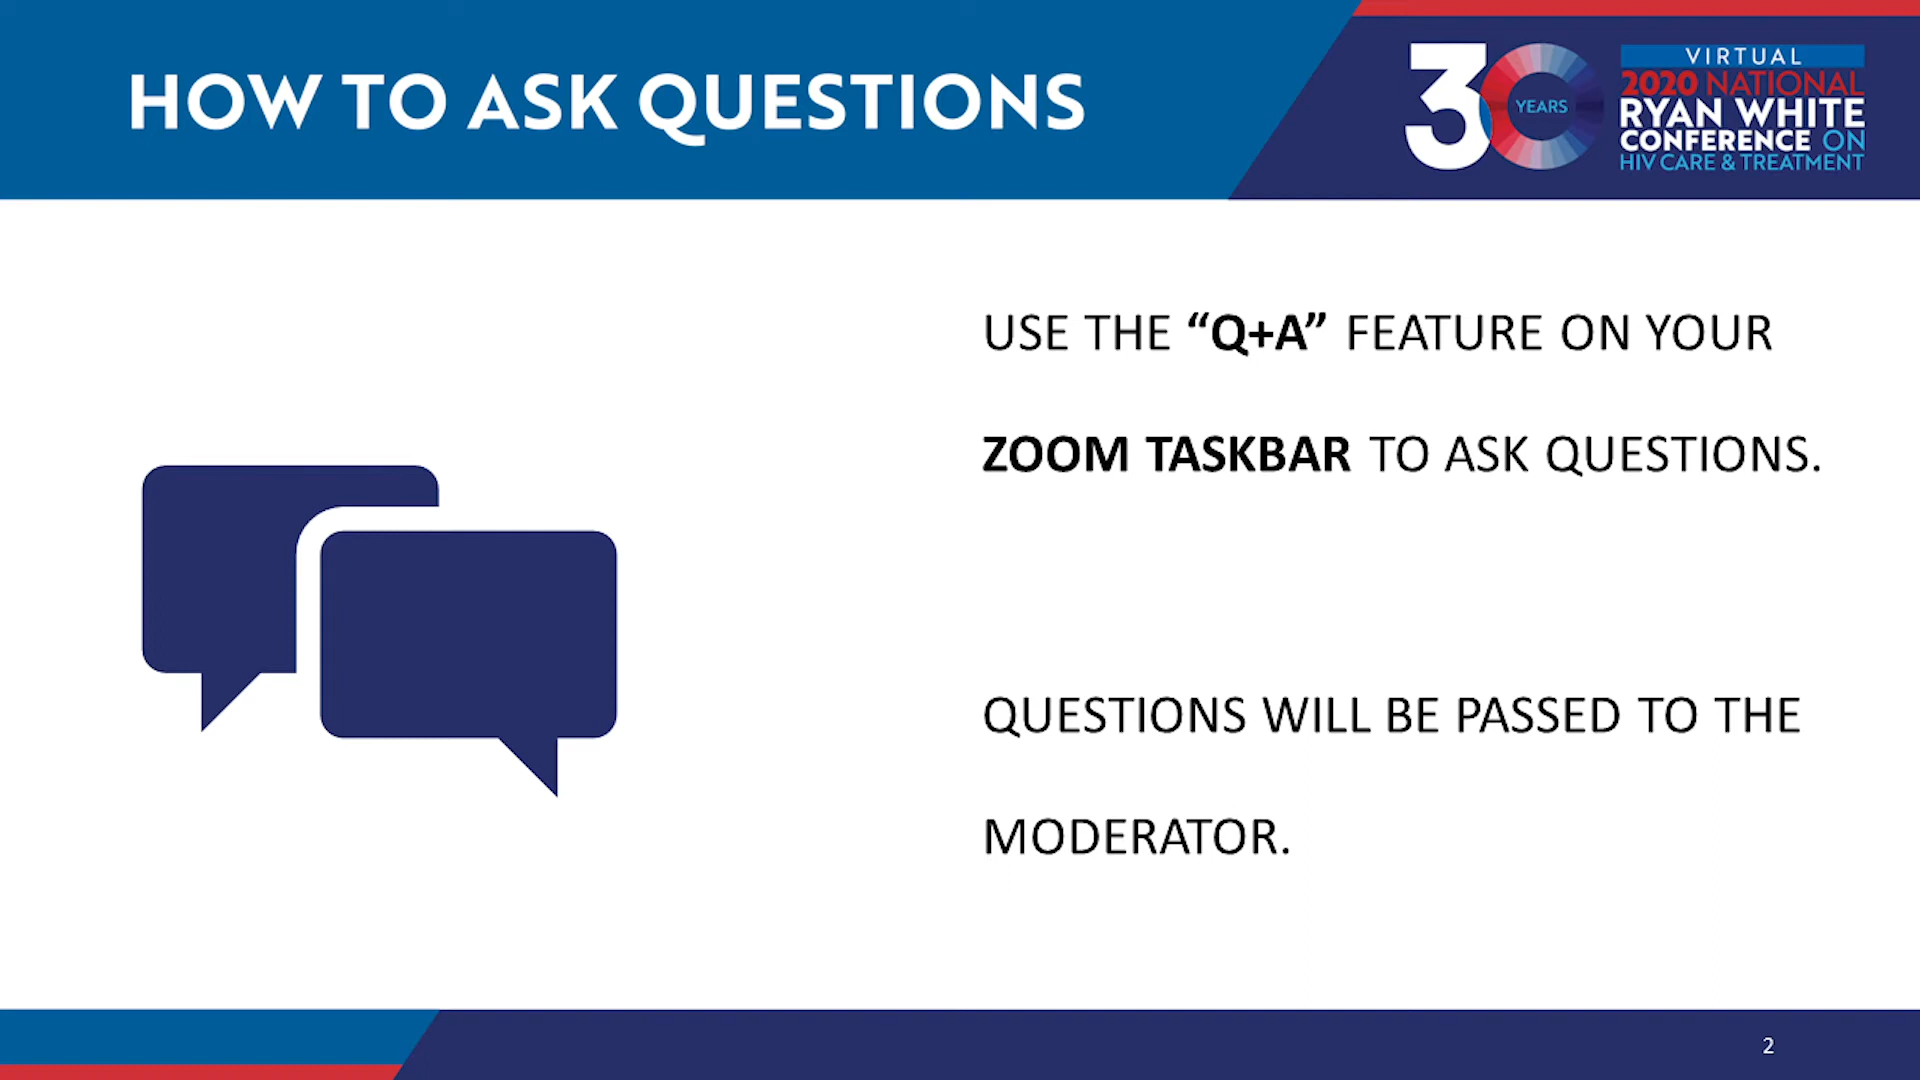 HOW TO ASK QUESTIONS
30 YEARS
VIRTUAL
2020 NATIONAL
RYAN WHITE
CONFERENCE ON
HIV CARE & TREATMENT
USE THE “Q+A” FEATURE ON YOUR
ZOOM TASKBAR TO ASK QUESTIONS.
QUESTIONS WILL BE PASSED TO THE
MODERATOR.
2